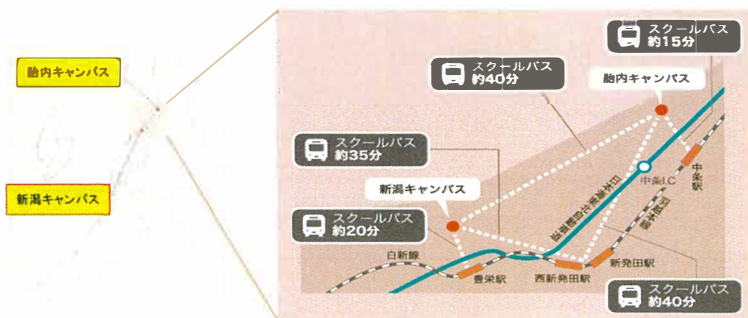 胎内キャンパス
新潟キャンパス
スクールバス
約15分
スクールバス
約40分
胎内キャンパス
スクールバス
約35分
新潟キャンパス
スクールバス
約20分
中条I.C
中条駅
日本海東北自動車道
羽越本線
白新線
豊栄駅
西新発田駅
新発田駅
スクールバス
約40分